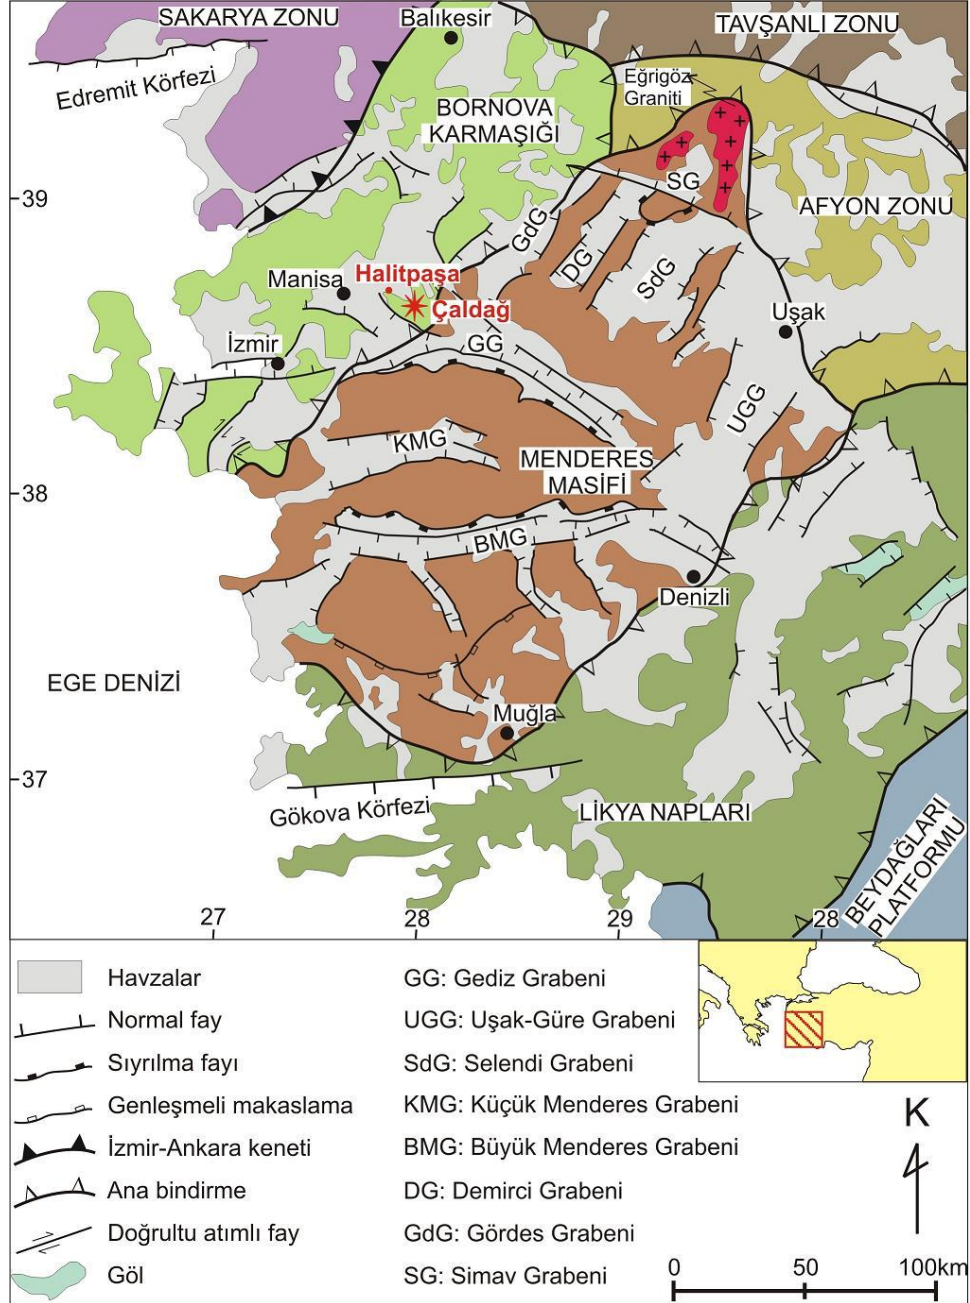 SAKARYA ZONU
Balıkesir
TAVŞANLI ZONU
Edremit Körfezi
Eğrigöz
Graniti
BORNOVA
KARMAŞIĞI
39
SG
AFYON ZONU
GdG
DG
SdG
Manisa
Halitpaşa
Çaldağ
Uşak
İzmir
GG
UGG
KMG
MENDERES
MASİFİ
38
BMG
Denizli
EGE DENİZİ
Muğla
37
Gökova Körfezi
LİKYA NAPLARI
BEYDAĞLARI
PLATFORMU
27
28
29
28
Havzalar
Normal fay
Sıyrılma fayı
Genleşmeli makaslama
İzmir-Ankara keneti
Ana bindirme
Doğrultu atımlı fay
Göl
GG: Gediz Grabeni
UGG: Uşak-Güre Grabeni
SdG: Selendi Grabeni
KMG: Küçük Menderes Grabeni
BMG: Büyük Menderes Grabeni
DG: Demirci Grabeni
GdG: Gördes Grabeni
SG: Simav Grabeni
K
0 50 100km